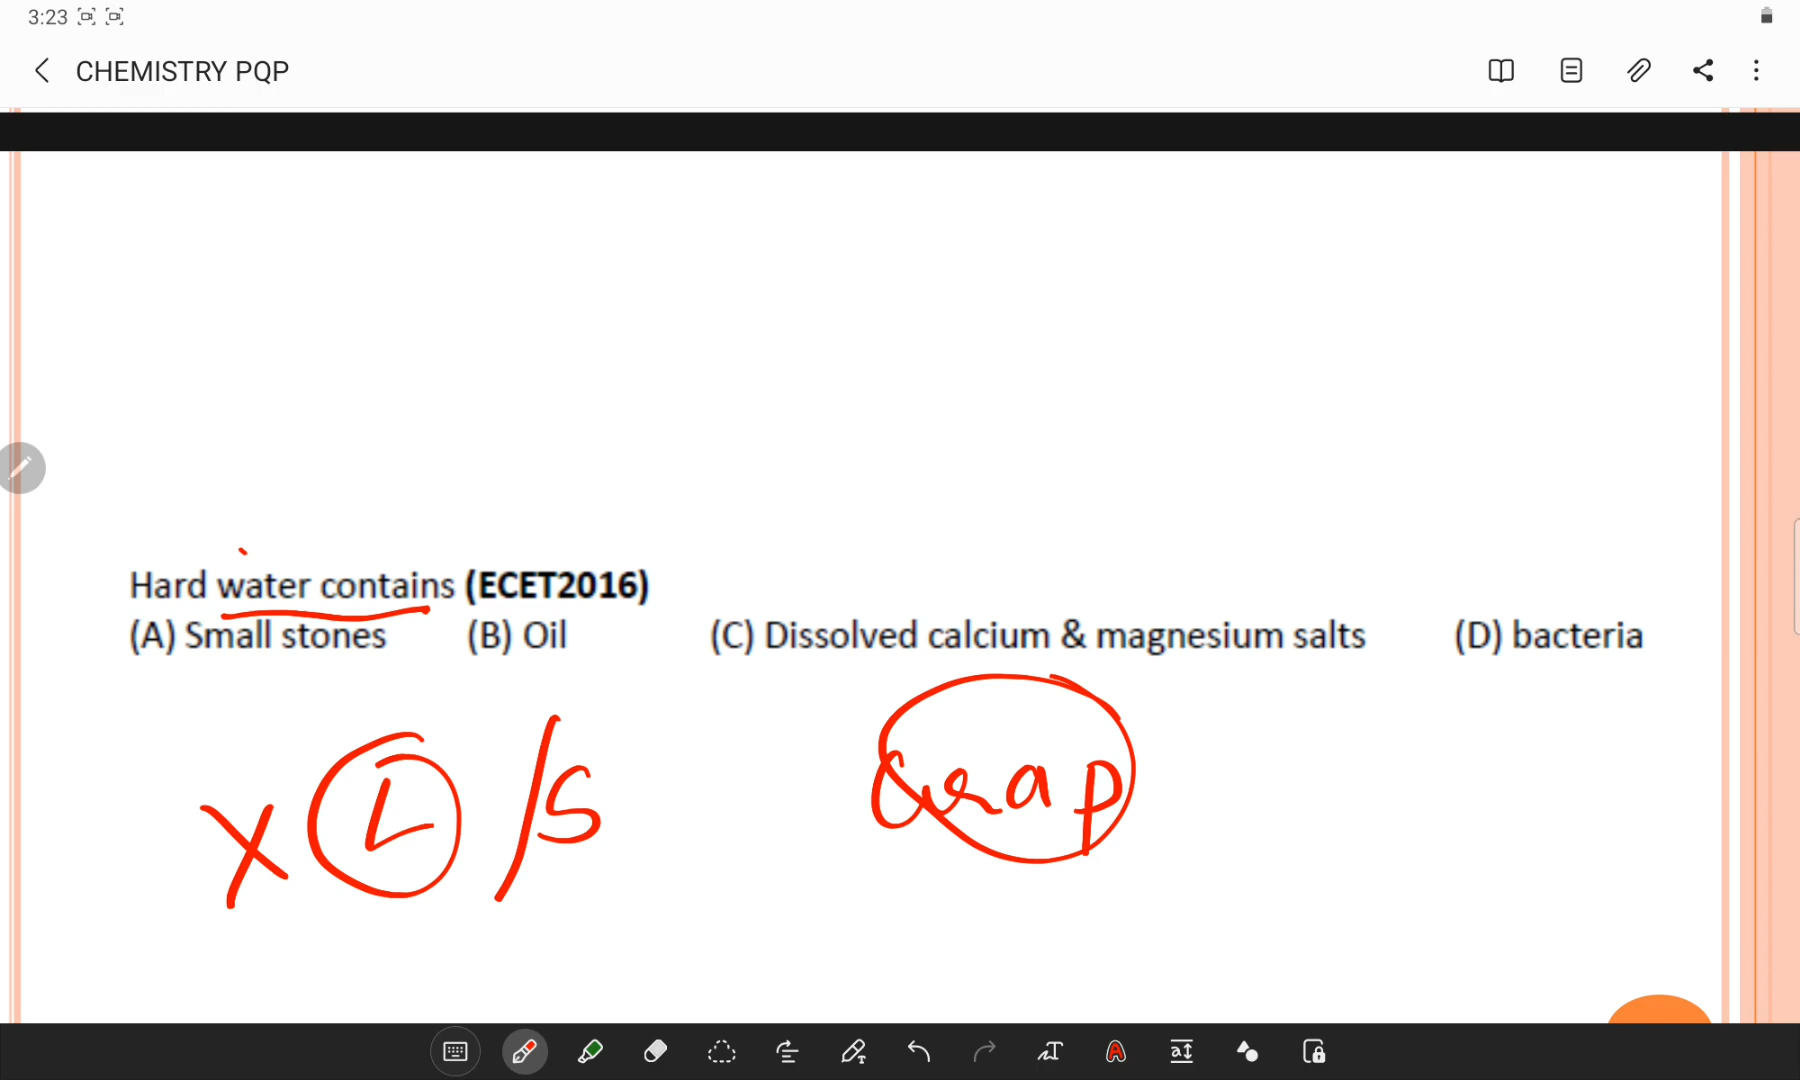 3:23
CHEMISTRY PQP
Hard water contains (ECET2016)
(A) Small stones (B) Oil (C) Dissolved calcium & magnesium salts (D) bacteria
X L /S